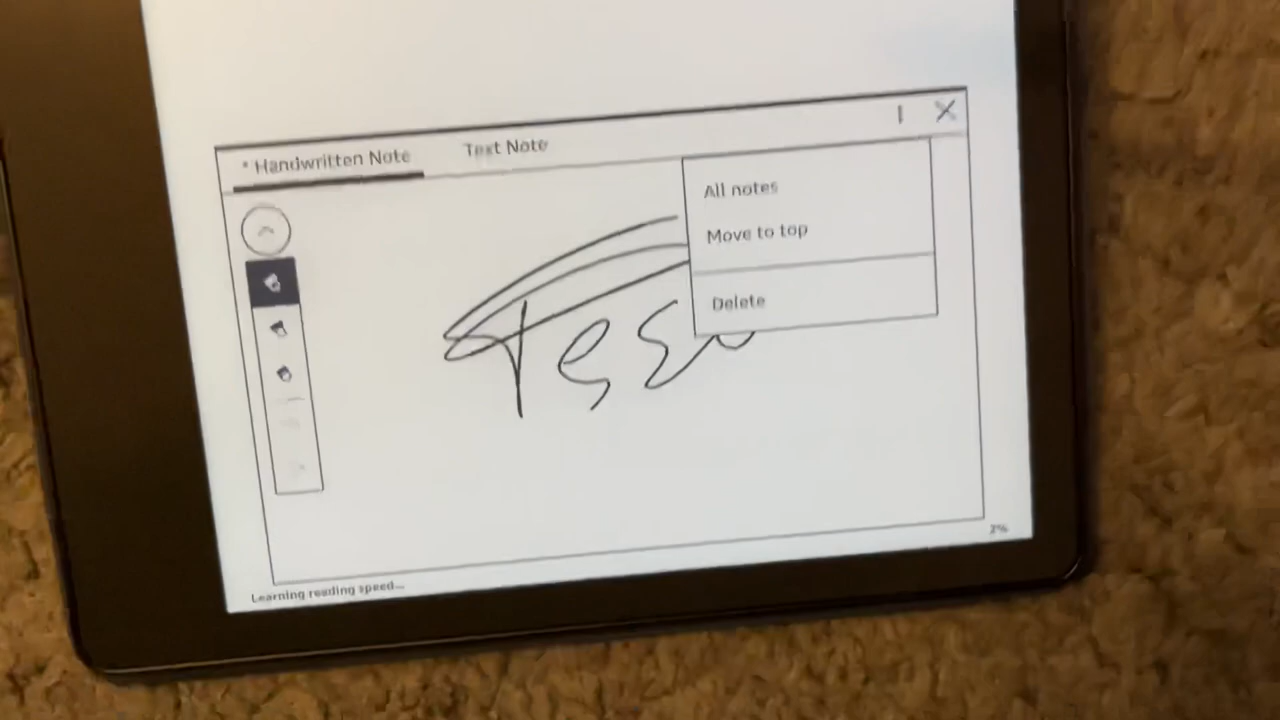 Handwritten Note
Text Note
All notes
Move to top
Delete
Learning reading speed...
2%